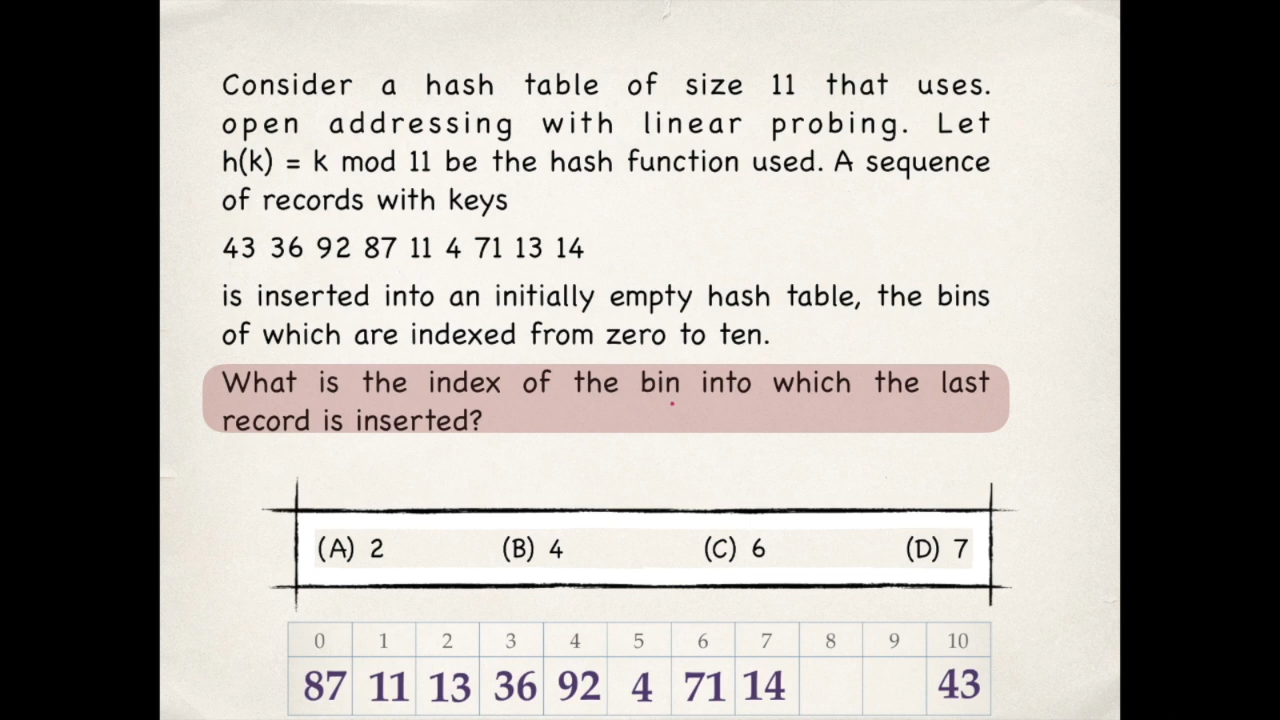 Consider a hash table of size 11 that uses.
open addressing with linear probing. Let
h(k) = k mod 11 be the hash function used. A sequence
of records with keys
43 36 92 87 11 4 71 13 14
is inserted into an initially empty hash table, the bins
of which are indexed from zero to ten.
What is the index of the bin into which the last
record is inserted?
(A) 2 (B) 4 (C) 6 (D) 7
0 1 2 3 4 5 6 7 8 9 10
87 11 13 36 92 4 71 14 43